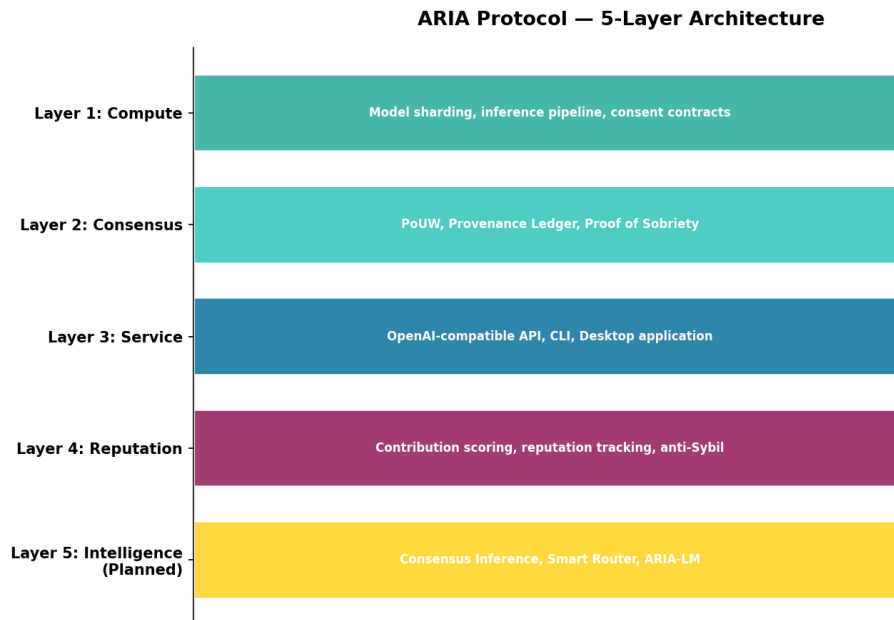 ARIA Protocol — 5-Layer Architecture
Layer 1: Compute
Model sharding, inference pipeline, consent contracts
Layer 2: Consensus
PoUW, Provenance Ledger, Proof of Sobriety
Layer 3: Service
OpenAI-compatible API, CLI, Desktop application
Layer 4: Reputation
Contribution scoring, reputation tracking, anti-Sybil
Layer 5: Intelligence
(Planned)
Consensus Inference, Smart Router, ARIA-LM